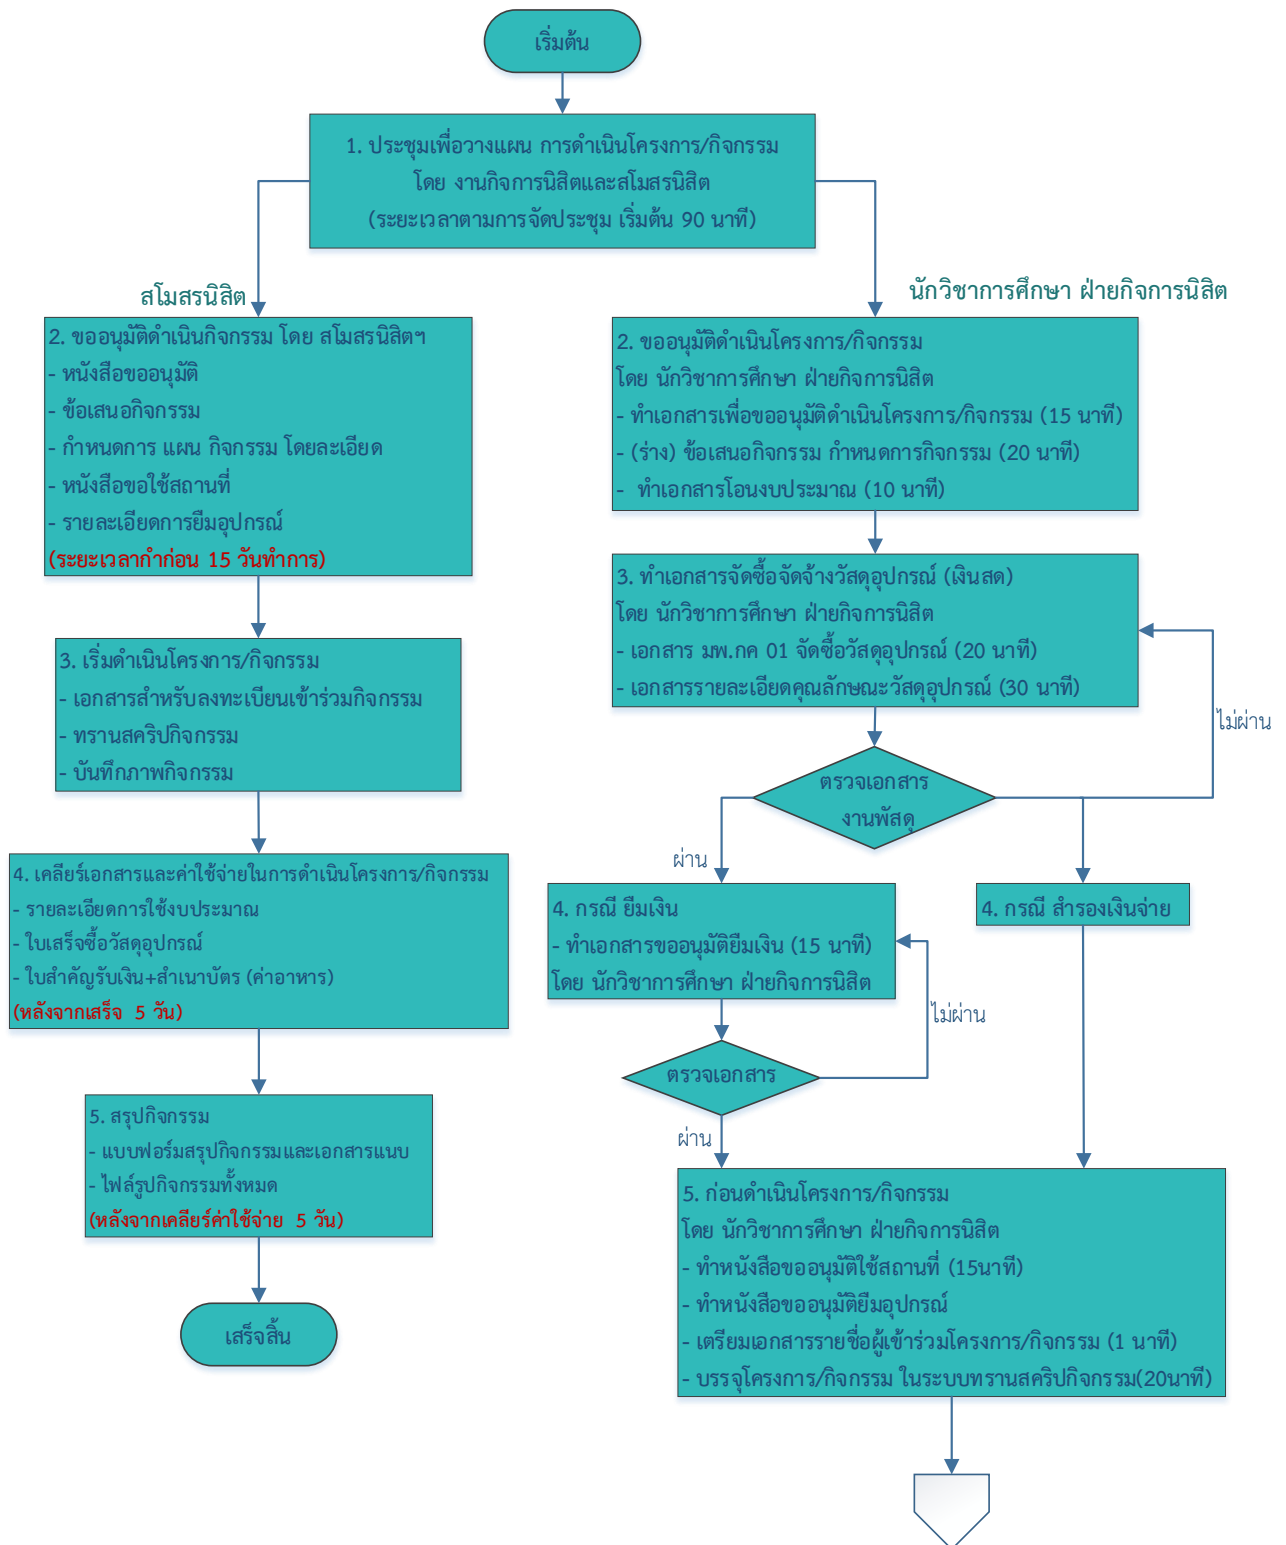 เริ่มต้น
1. ประชุมเพื่อวางแผน การดำเนินโครงการ/กิจกรรม
โดย งานกิจการนิสิตและสโมสรนิสิต
(ระยะเวลาตามการจัดประชุม เริ่มต้น 90 นาที)
สโมสรนิสิต
2. ขออนุมัติดำเนินกิจกรรม โดย สโมสรนิสิตฯ
- หนังสือขออนุมัติ
- ข้อเสนอกิจกรรม
- กำหนดการ แผน กิจกรรม โดยละเอียด
- หนังสือขอใช้สถานที่
- รายละเอียดการยืมอุปกรณ์
(ระยะเวลาทำก่อน 15 วันทำการ)
3. เริ่มดำเนินโครงการ/กิจกรรม
- เอกสารสำหรับลงทะเบียนเข้าร่วมกิจกรรม
- ทรานสคริปกิจกรรม
- บันทึกภาพกิจกรรม
4. เคลียร์เอกสารและค่าใช้จ่ายในการดำเนินโครงการ/กิจกรรม
- รายละเอียดการใช้งบประมาณ
- ใบเสร็จซื้อวัสดุอุปกรณ์
- ใบสำคัญรับเงิน+สำเนาบัตร (ค่าอาหาร)
(หลังจากเสร็จ 5 วัน)
5. สรุปกิจกรรม
- แบบฟอร์มสรุปกิจกรรมและเอกสารแนบ
- ไฟล์รูปกิจกรรมทั้งหมด
(หลังจากเคลียร์ค่าใช้จ่าย 5 วัน)
เสร็จสิ้น
นักวิชาการศึกษา ฝ่ายกิจการนิสิต
2. ขออนุมัติดำเนินโครงการ/กิจกรรม
โดย นักวิชาการศึกษา ฝ่ายกิจการนิสิต
- ทำเอกสารเพื่อขออนุมัติดำเนินโครงการ/กิจกรรม (15 นาที)
- (ร่าง) ข้อเสนอกิจกรรม กำหนดการกิจกรรม (20 นาที)
- ทำเอกสารโอนงบประมาณ (10 นาที)
3. ทำเอกสารจัดซื้อจัดจ้างวัสดุอุปกรณ์ (เงินสด)
โดย นักวิชาการศึกษา ฝ่ายกิจการนิสิต
- เอกสาร มพ.กค 01 จัดซื้อวัสดุอุปกรณ์ (20 นาที)
- เอกสารรายละเอียดคุณลักษณะวัสดุอุปกรณ์ (30 นาที)
ไม่ผ่าน
ตรวจเอกสาร
งานพัสดุ
ผ่าน
4. กรณี ยืมเงิน
- ทำเอกสารขออนุมัติยืมเงิน (15 นาที)
โดย นักวิชาการศึกษา ฝ่ายกิจการนิสิต
4. กรณี สำรองเงินจ่าย
ไม่ผ่าน
ตรวจเอกสาร
ผ่าน
5. ก่อนดำเนินโครงการ/กิจกรรม
โดย นักวิชาการศึกษา ฝ่ายกิจการนิสิต
- ทำหนังสือขออนุมัติใช้สถานที่ (15นาที)
- ทำหนังสือขออนุมัติยืมอุปกรณ์
- เตรียมเอกสารรายชื่อผู้เข้าร่วมโครงการ/กิจกรรม (1 นาที)
- บรรจุโครงการ/กิจกรรม ในระบบทรานสคริปกิจกรรม(20นาที)